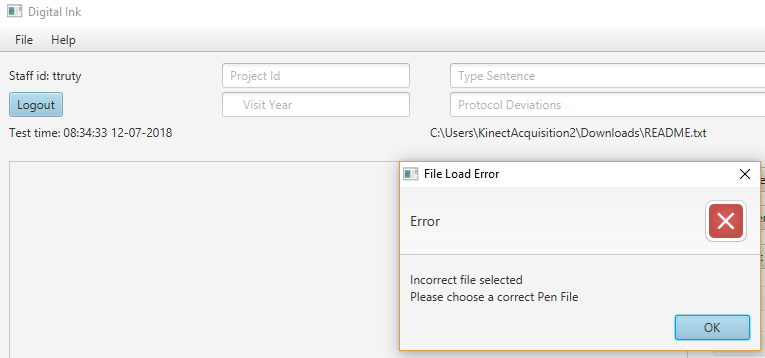 Digital Ink
File Help
Staff id: ttruty
Project Id
Type Sentence
Logout
Visit Year
Protocol Deviations
Test time: 08:34:33 12-07-2018
C:\Users\KinectAcquisition2\Downloads\README.txt
File Load Error
Error
Incorrect file selected
Please choose a correct Pen File
OK